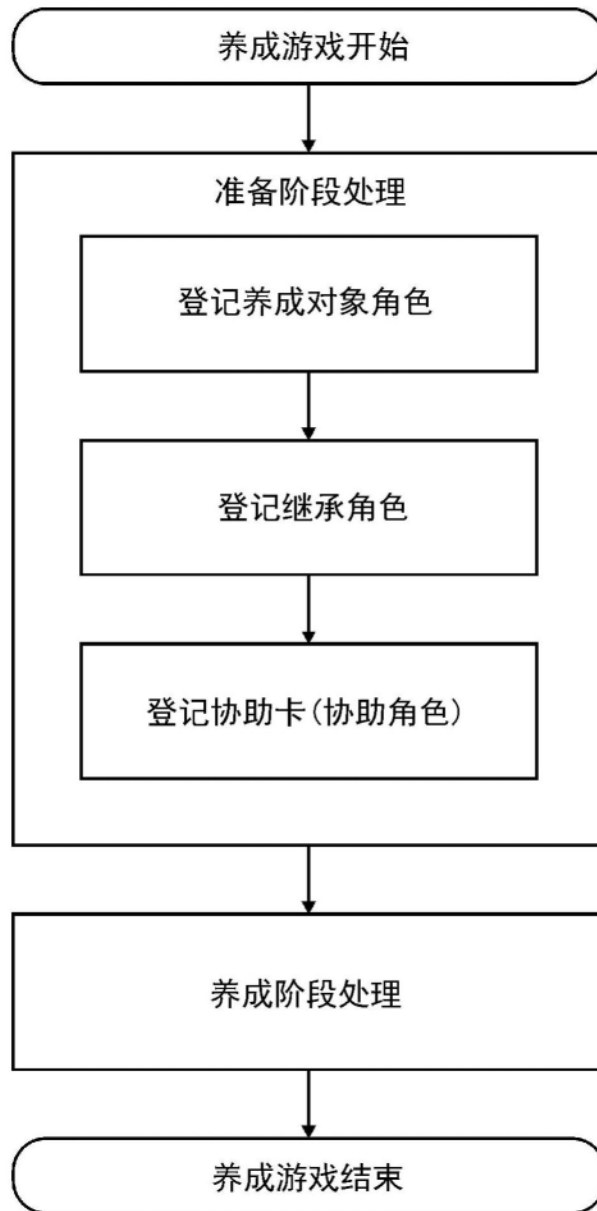 养成游戏开始
准备阶段处理
登记养成对象角色
登记继承角色
登记协助卡(协助角色)
养成阶段处理
养成游戏结束